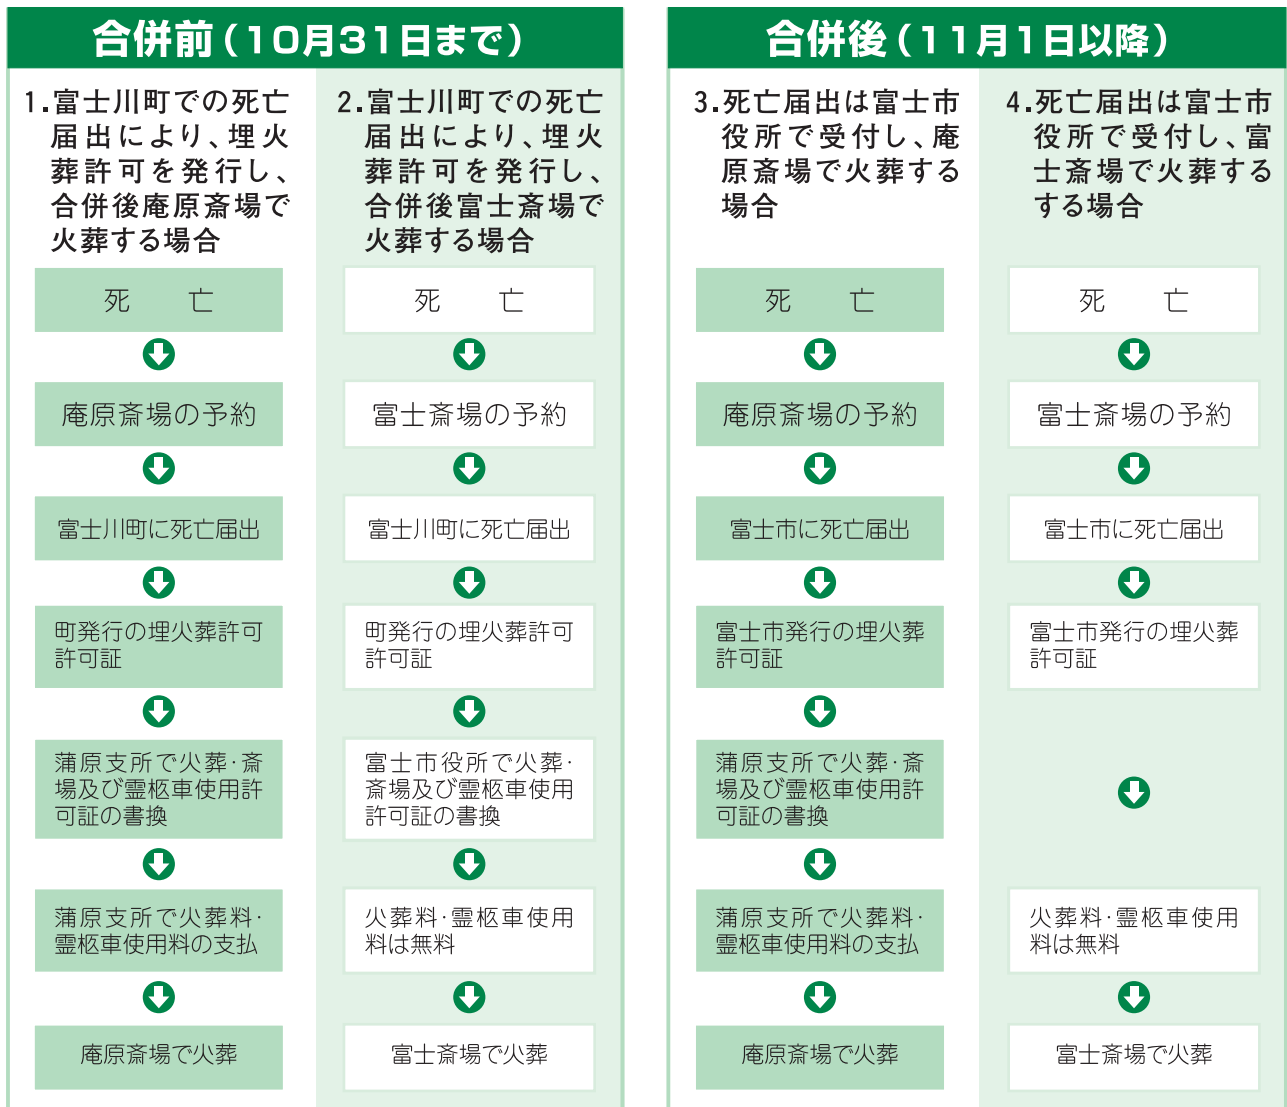 合併前（10月31日まで）
1.富士川町での死亡
届出により、埋火
葬許可を発行し、
合併後庵原斎場で
火葬する場合
死　亡
庵原斎場の予約
富士川町に死亡届出
町発行の埋火葬許可
許可証
蒲原支所で火葬･斎
場及び霊柩車使用許
可証の書換
蒲原支所で火葬料･
霊柩車使用料の支払
庵原斎場で火葬
2.富士川町での死亡
届出により、埋火
葬許可を発行し、
合併後富士斎場で
火葬する場合
死　亡
富士斎場の予約
富士川町に死亡届出
町発行の埋火葬許可
許可証
富士市役所で火葬･
斎場及び霊柩車使用
許可証の書換
火葬料･霊柩車使用
料は無料
富士斎場で火葬
合併後（11月1日以降）
3.死亡届出は富士市
役所で受付し、庵
原斎場で火葬する
場合
死　亡
庵原斎場の予約
富士市に死亡届出
富士市発行の埋火葬
許可証
蒲原支所で火葬･斎
場及び霊柩車使用許
可証の書換
蒲原支所で火葬料･
霊柩車使用料の支払
庵原斎場で火葬
4.死亡届出は富士市
役所で受付し、富
士斎場で火葬する
する場合
死　亡
富士斎場の予約
富士市に死亡届出
富士市発行の埋火葬
許可証
火葬料･霊柩車使用
料は無料
富士斎場で火葬